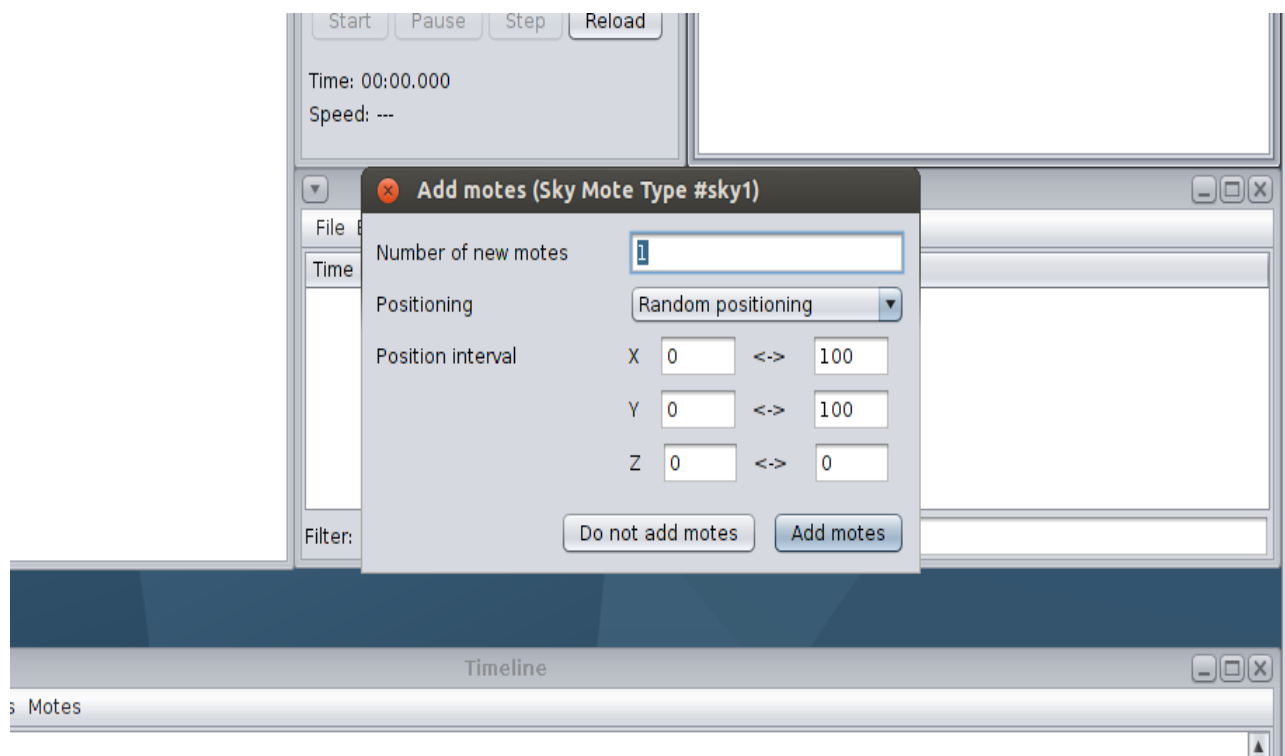 Start Pause Step Reload
Time: 00:00.000
Speed: ---
Add motes (Sky Mote Type #sky1)
File
Number of new motes 1
Time
Positioning Random positioning
Position interval X 0 <-> 100
Y 0 <-> 100
Z 0 <-> 0
Filter: Do not add motes Add motes
Timeline
s Motes